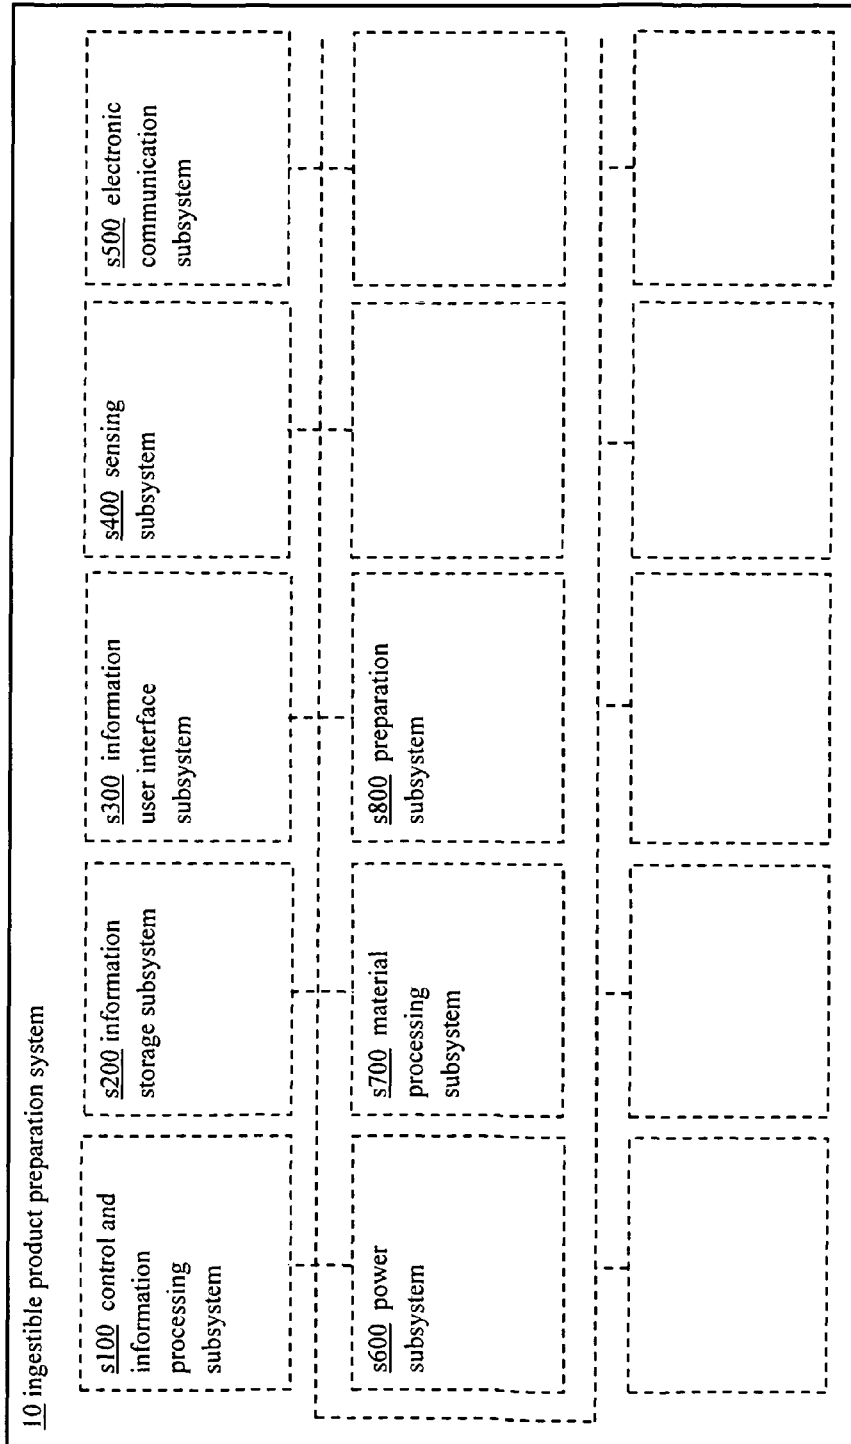 10 ingestible product preparation system
s100 control and
information
processing
subsystem
s200 information
storage subsystem
s300 information
user interface
subsystem
s400 sensing
subsystem
s500 electronic
communication
subsystem
s600 power
subsystem
s700 material
processing
subsystem
s800 preparation
subsystem